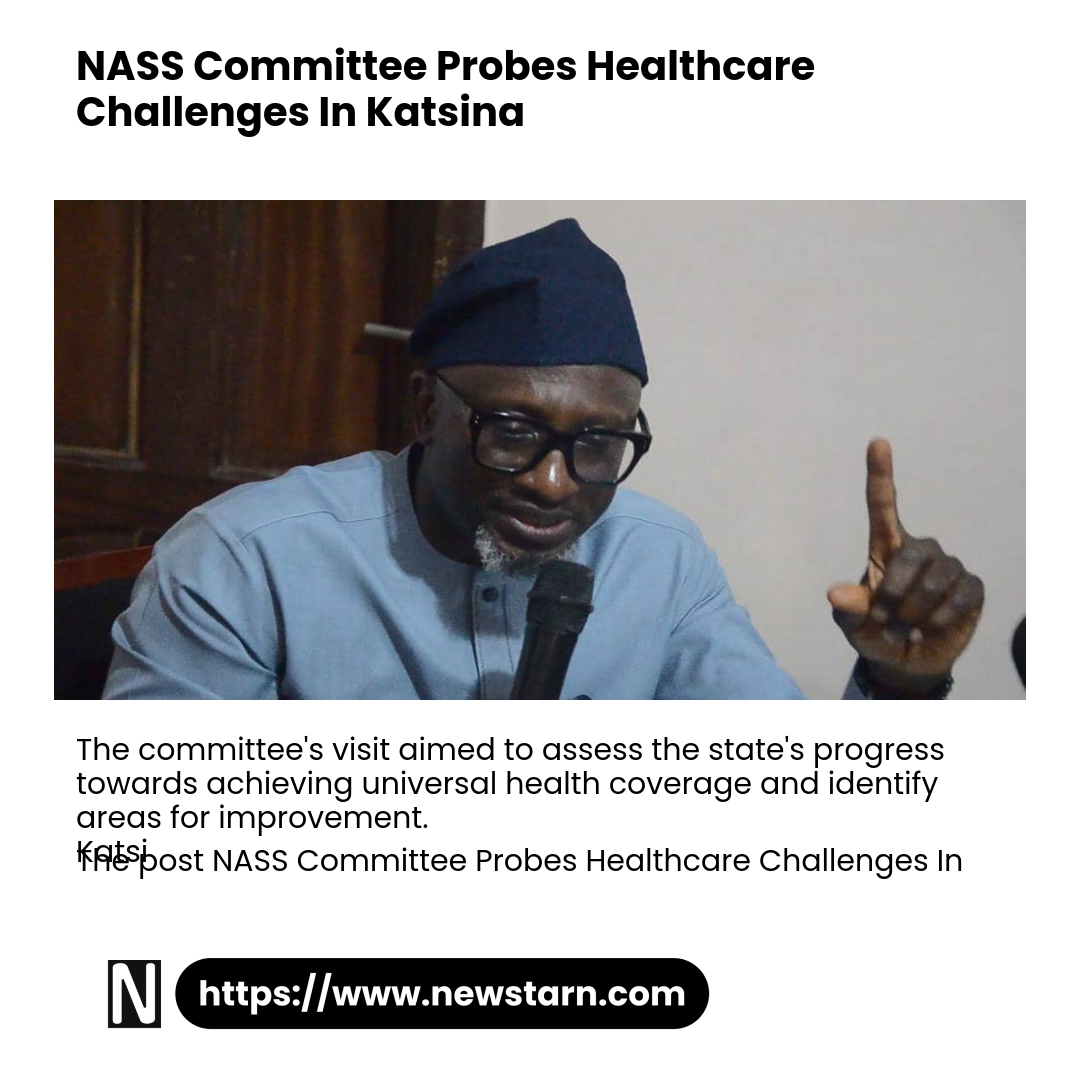 NASS Committee Probes Healthcare
Challenges In Katsina
The committee's visit aimed to assess the state's progress
towards achieving universal health coverage and identify
areas for improvement.
Katsi
The post NASS Committee Probes Healthcare Challenges In
N
https://www.newstarn.com